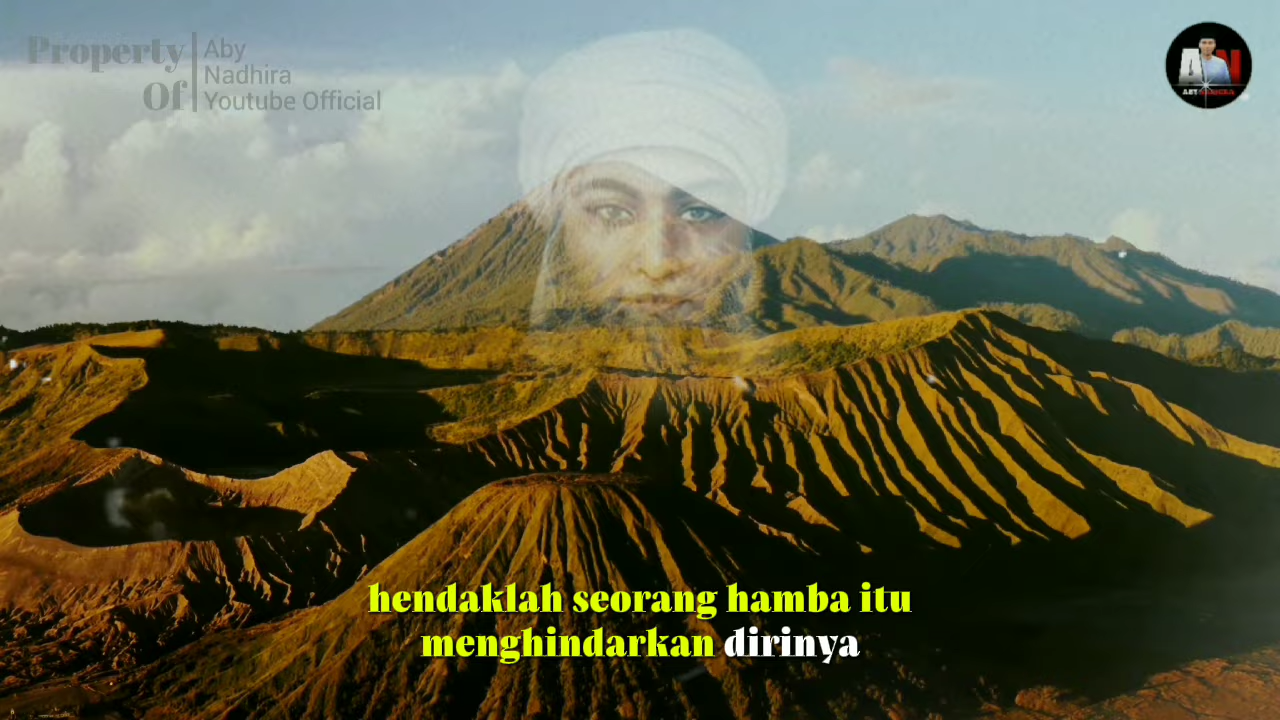 Property Of
Aby
Nadhira
Youtube Official
hendaklah seorang hamba itu
menghindarkan dirinya